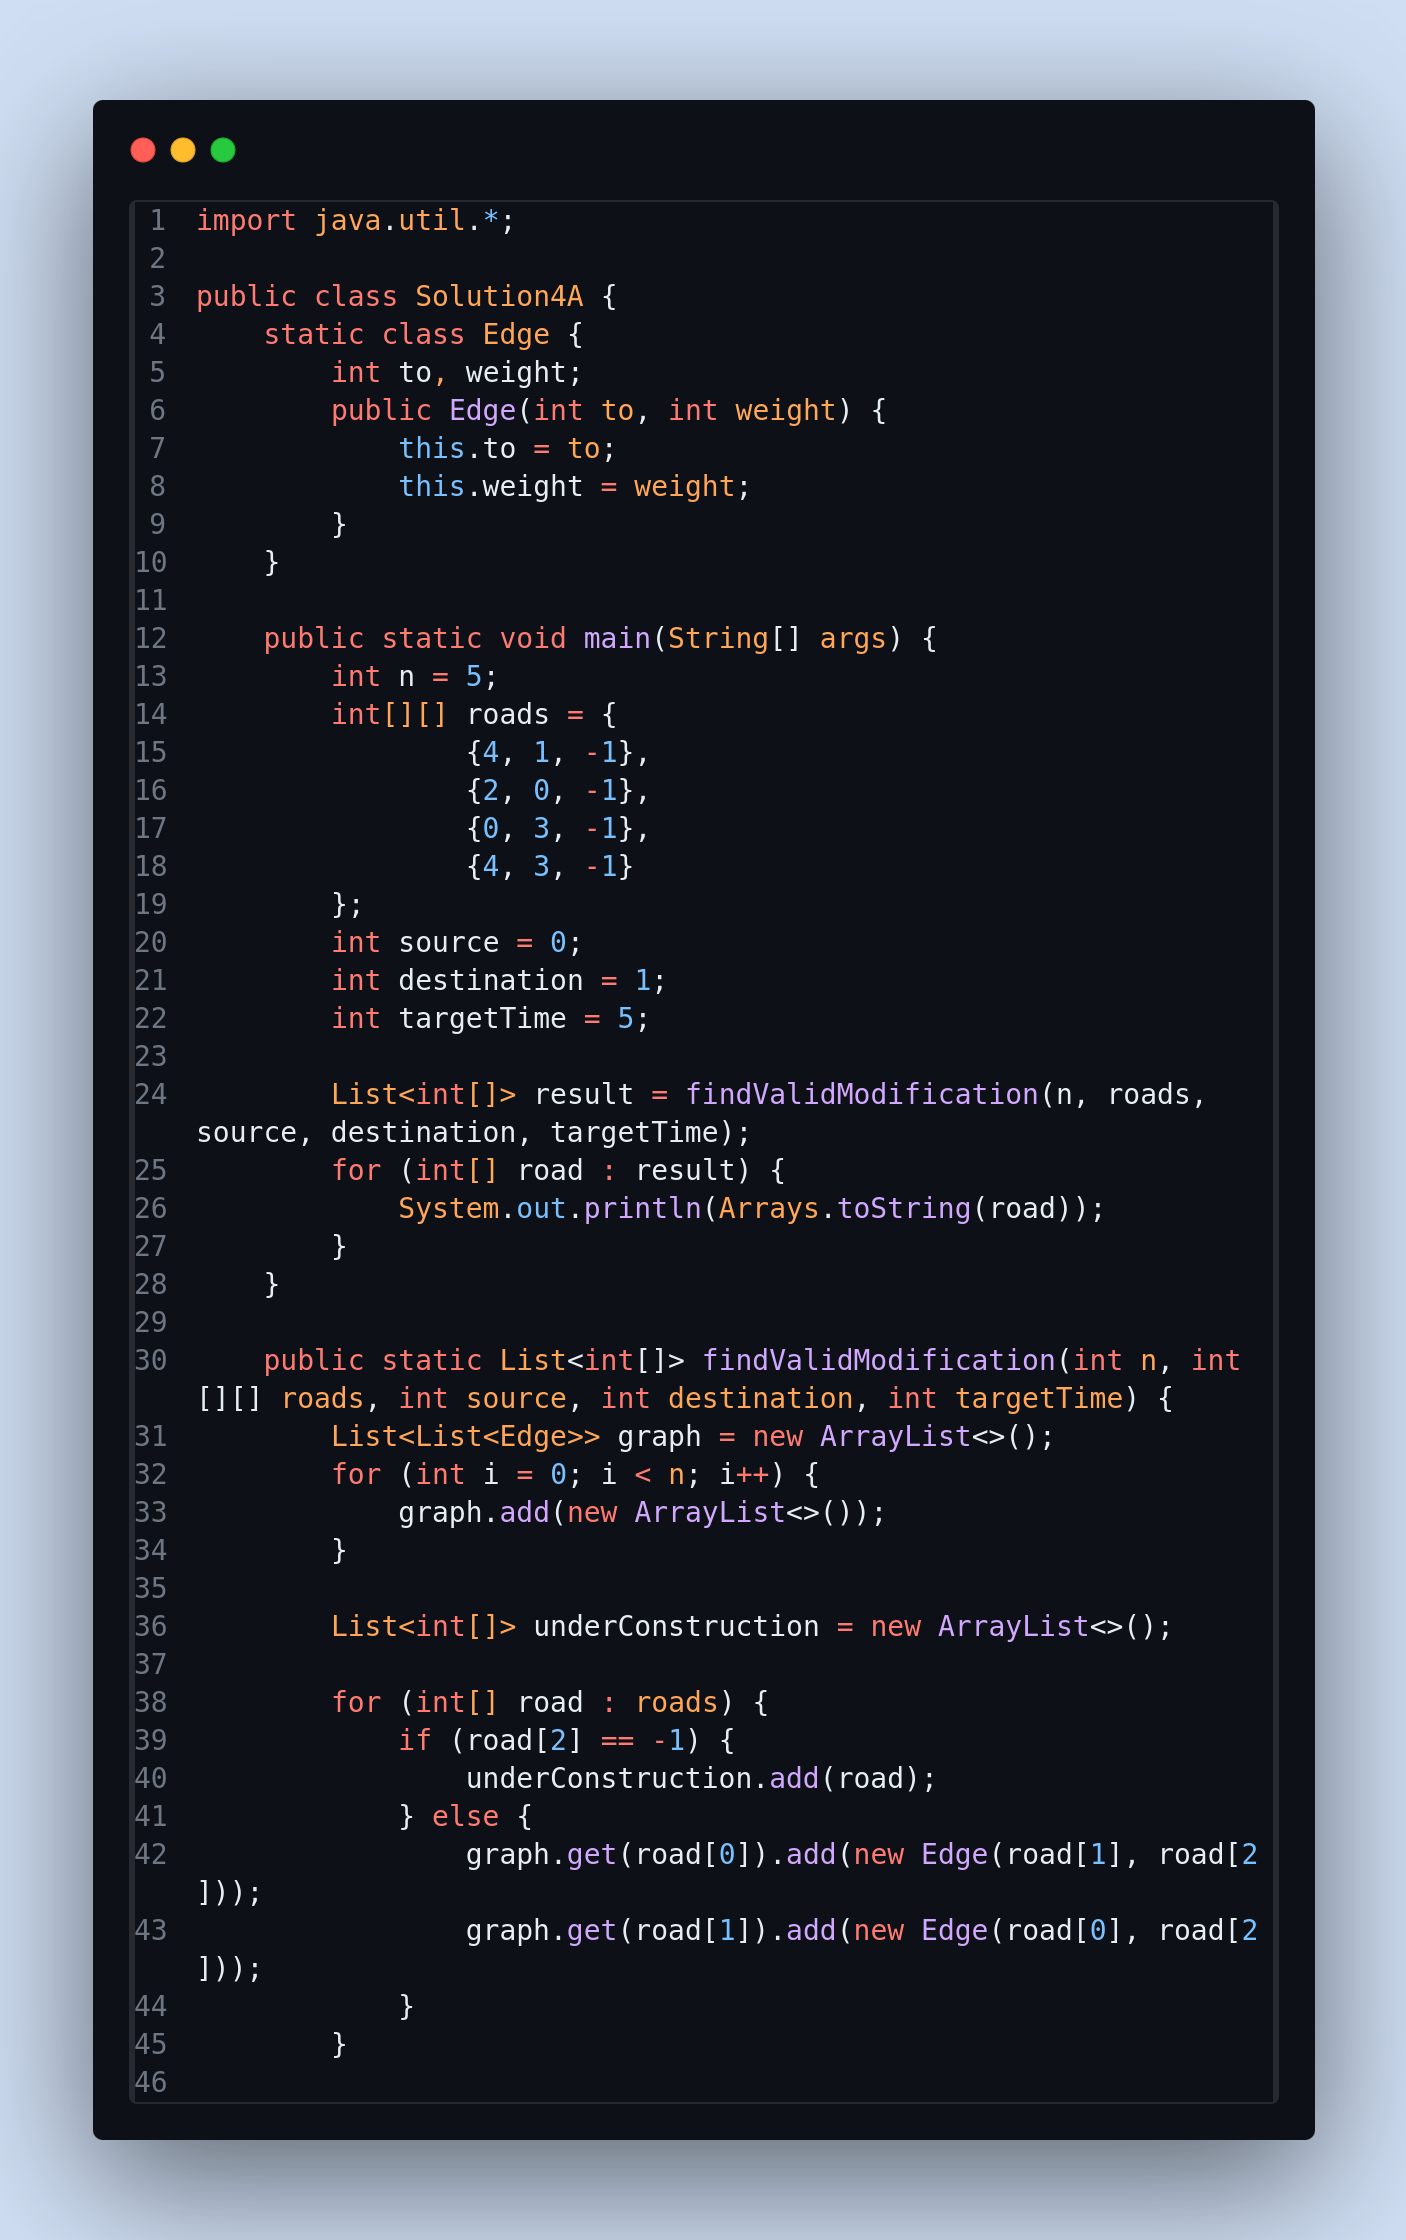 1 import java.util.*;
2
3 public class Solution4A {
4     static class Edge {
5         int to, weight;
6         public Edge(int to, int weight) {
7             this.to = to;
8             this.weight = weight;
9         }
10     }
11
12     public static void main(String[] args) {
13         int n = 5;
14         int[][] roads = {
15                 {4, 1, -1},
16                 {2, 0, -1},
17                 {0, 3, -1},
18                 {4, 3, -1}
19         };
20         int source = 0;
21         int destination = 1;
22         int targetTime = 5;
23
24         List<int[]> result = findValidModification(n, roads,
source, destination, targetTime);
25         for (int[] road : result) {
26             System.out.println(Arrays.toString(road));
27         }
28     }
29
30     public static List<int[]> findValidModification(int n, int
[][] roads, int source, int destination, int targetTime) {
31         List<List<Edge>> graph = new ArrayList<>();
32         for (int i = 0; i < n; i++) {
33             graph.add(new ArrayList<>());
34         }
35
36         List<int[]> underConstruction = new ArrayList<>();
37
38         for (int[] road : roads) {
39             if (road[2] == -1) {
40                 underConstruction.add(road);
41             } else {
42                 graph.get(road[0]).add(new Edge(road[1], road[2
]));
43                 graph.get(road[1]).add(new Edge(road[0], road[2
]));
44             }
45         }
46